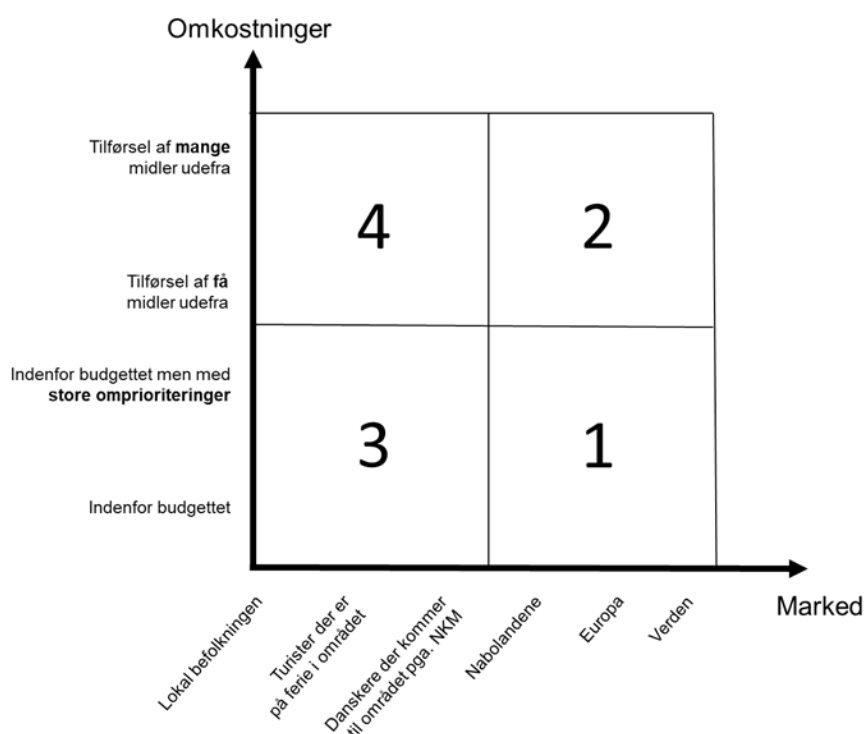 Omkostninger
Tilførsel af mange
midler udefra
4
2
Tilførsel af få
midler udefra
Indenfor budgettet men med
store omprioriteringer
3
1
Indenfor budgettet
Marked
Lokal befolkningen
Turister der er
på ferie i området
Danskere der kommer
til området pga. NKM
Nabolandene
Europa
Verden